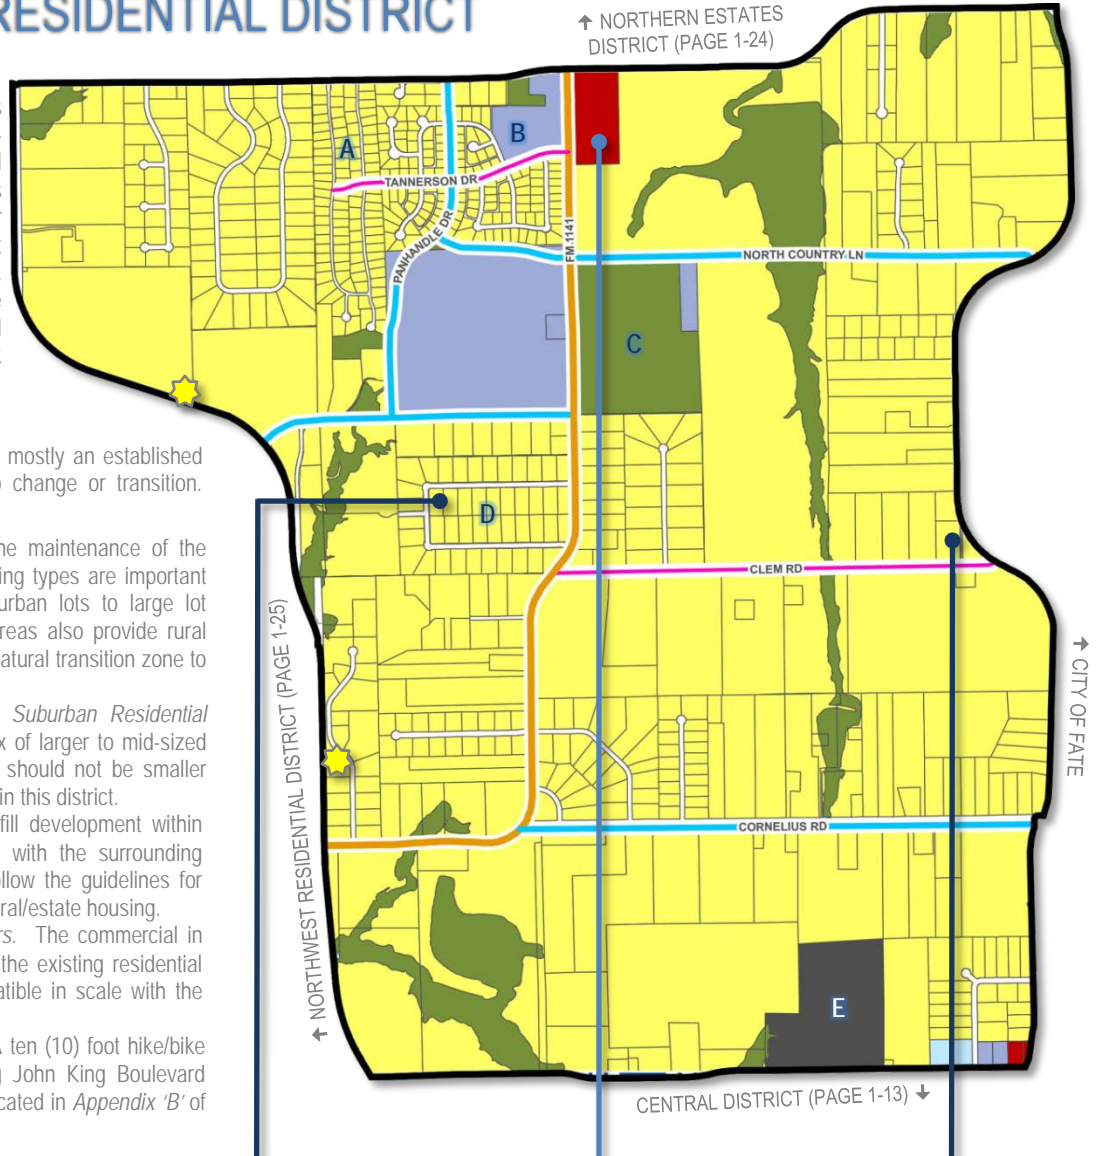 RESIDENTIAL DISTRICT
NORTHERN ESTATES
DISTRICT (PAGE 1-24)
A
B
TANNERSON DR
PANHANDLE DR
FM 1141
NORTH COUNTRY LN
C
mostly an established
change or transition.
D
he maintenance of the
ing types are important
urban lots to large lot
reas also provide rural
atural transition zone to
CLEM RD
NORTHWEST RESIDENTIAL DISTRICT (PAGE 1-25)
CITY OF FATE
Suburban Residential
x of larger to mid-sized
should not be smaller
in this district.
fill development within
with the surrounding
llow the guidelines for
ral/estate housing.
rs. The commercial in
the existing residential
atible in scale with the
CORNELIUS RD
E
A ten (10) foot hike/bike
g John King Boulevard
cated in Appendix ‘B’ of
CENTRAL DISTRICT (PAGE 1-13)